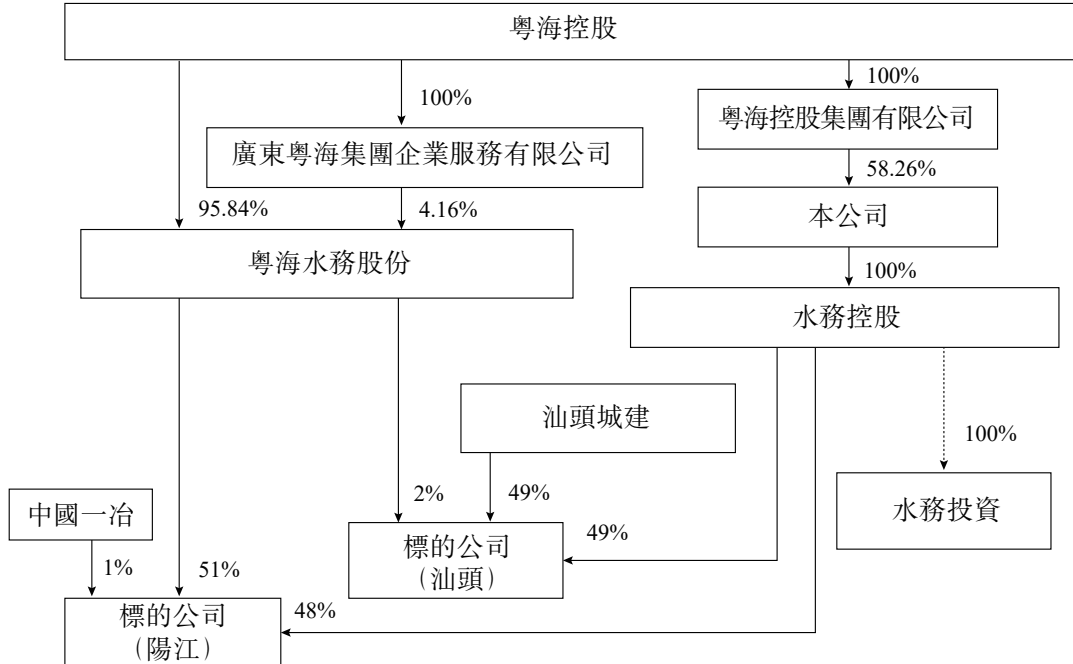 粵海控股
100%
100%
粵海控股集團有限公司
廣東粵海集團企業服務有限公司
58.26%
95.84%
4.16%
本公司
粵海水務股份
100%
水務控股
汕頭城建
100%
2%
49%
水務投資
中國一冶
標的公司
（汕頭）
49%
1%
51%
標的公司
（陽江）
48%